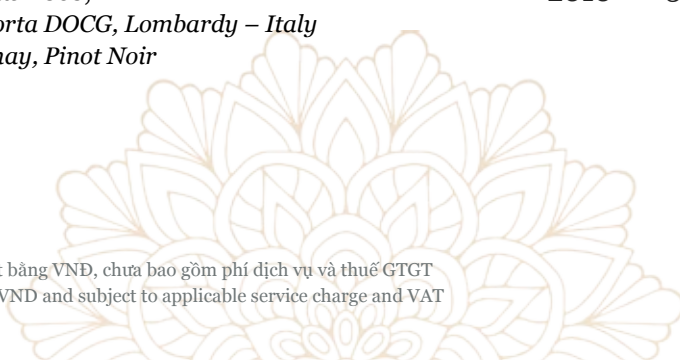 orta DOCG, Lombardy – Italy
nay, Pinot Noir
t bằng VNĐ, chưa bao gồm phí dịch vụ và thuế GTGT
VND and subject to applicable service charge and VAT